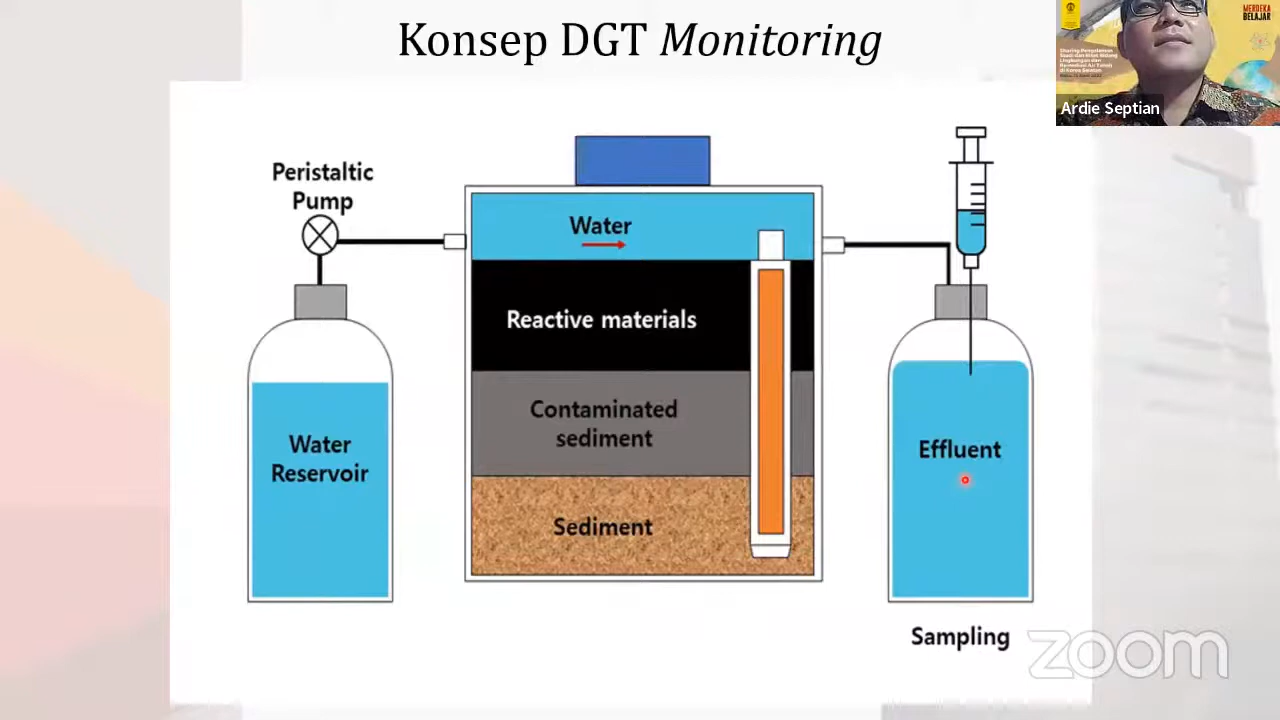 Konsep DGT Monitoring
MERDEKA
BELAJAR
Ardie Septian
Peristaltic
Pump
Water
Reactive materials
Contaminated
sediment
Sediment
Water
Reservoir
Effluent
Sampling
zoom